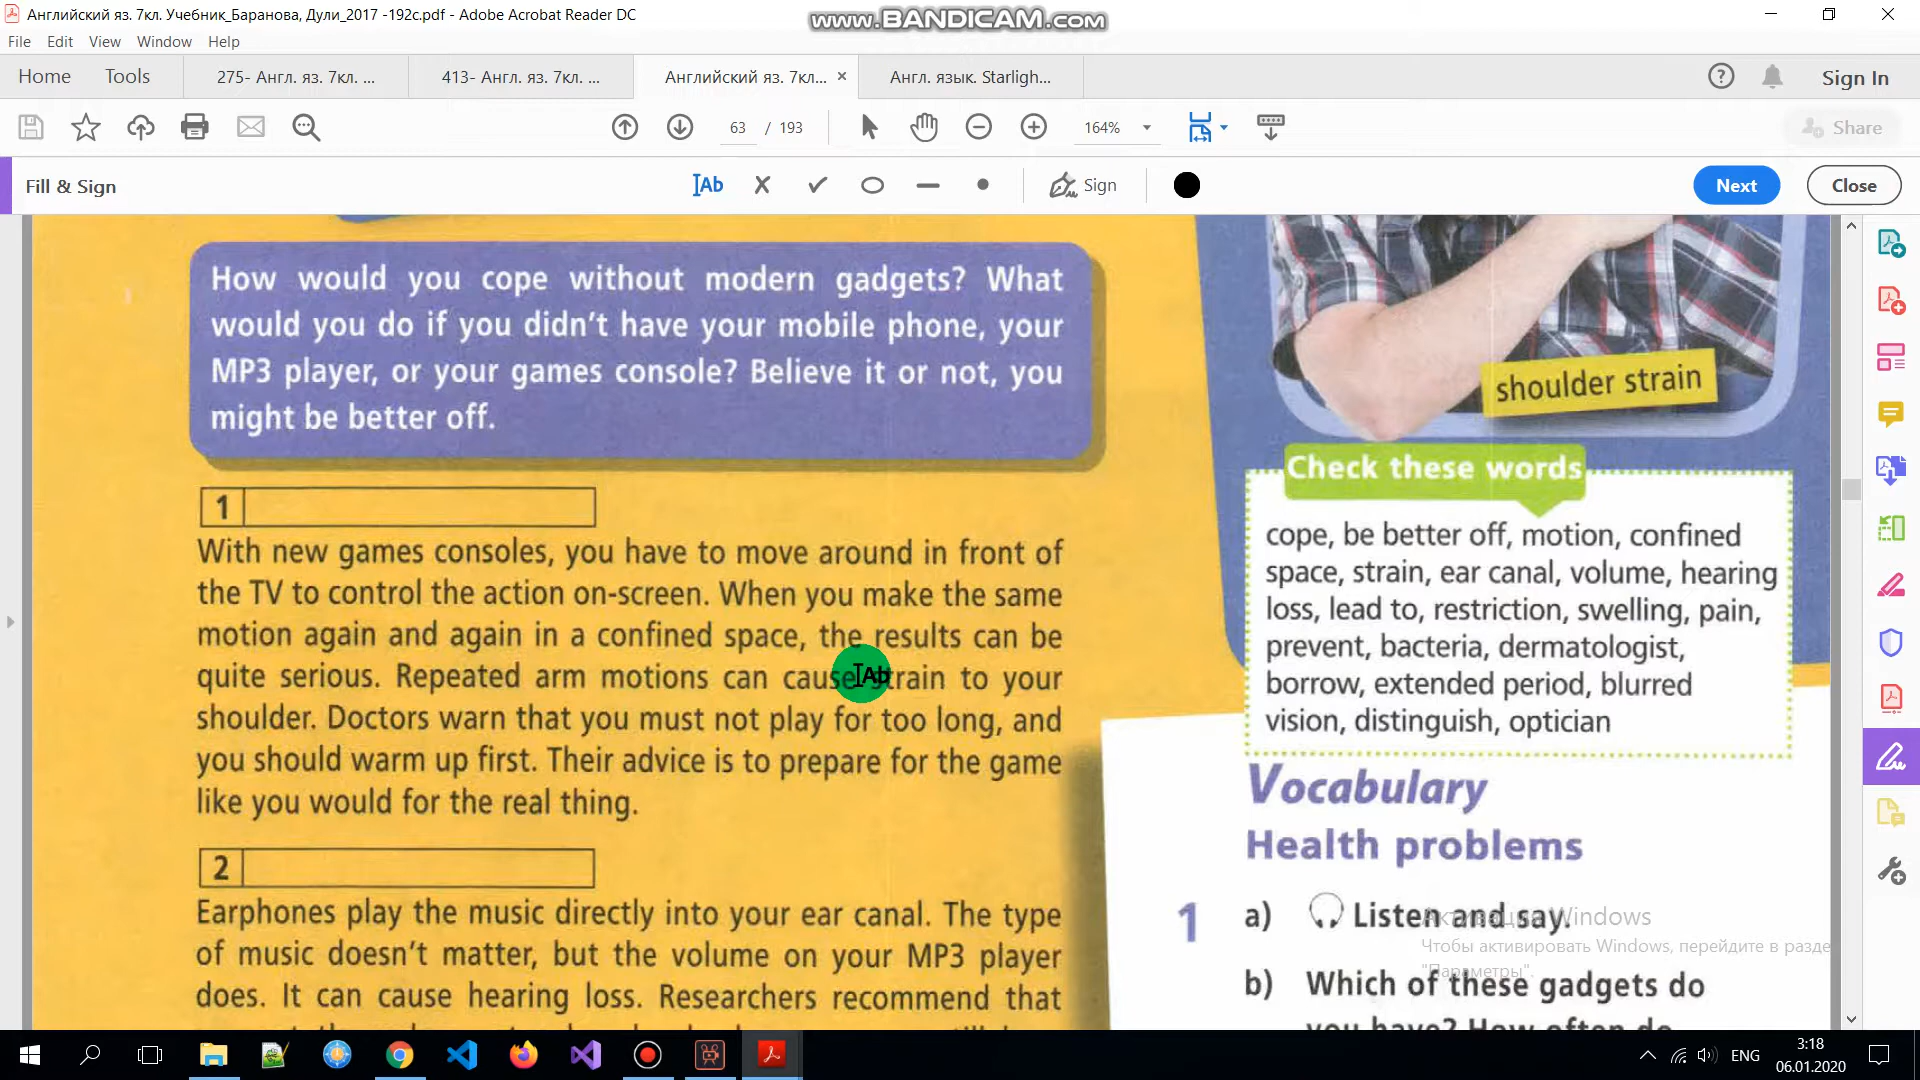 Английский язык. 7кл. Учебник_Баранова, Дули_2017 -192с.pdf - Adobe Acrobat Reader DC
www.BANDICAM.com
File Edit View Window Help
Home Tools 275- Англ. яз. 7кл. ... 413- Англ. яз. 7кл. ... Английский яз. 7кл... Англ. язык. Starligh... Sign In
63 / 193 164% Share
Fill & Sign Ab Sign Next Close
How would you cope without modern gadgets? What
would you do if you didn't have your mobile phone, your
MP3 player, or your games console? Believe it or not, you
might be better off.
1
With new games consoles, you have to move around in front of
the TV to control the action on-screen. When you make the same
motion again and again in a confined space, the results can be
quite serious. Repeated arm motions can cause strain to your
shoulder. Doctors warn that you must not play for too long, and
you should warm up first. Their advice is to prepare for the game
like you would for the real thing.
2
Earphones play the music directly into your ear canal. The type
of music doesn't matter, but the volume on your MP3 player
does. It can cause hearing loss. Researchers recommend that
shoulder strain
Check these words
cope, be better off, motion, confined
space, strain, ear canal, volume, hearing
loss, lead to, restriction, swelling, pain,
prevent, bacteria, dermatologist,
borrow, extended period, blurred
vision, distinguish, optician
Vocabulary
Health problems
1 a) Listen and say.
b) Which of these gadgets do
you have? How often do
Активация Windows
Чтобы активировать Windows, перейдите в разде
"Параметры".
ENG
3:18
06.01.2020